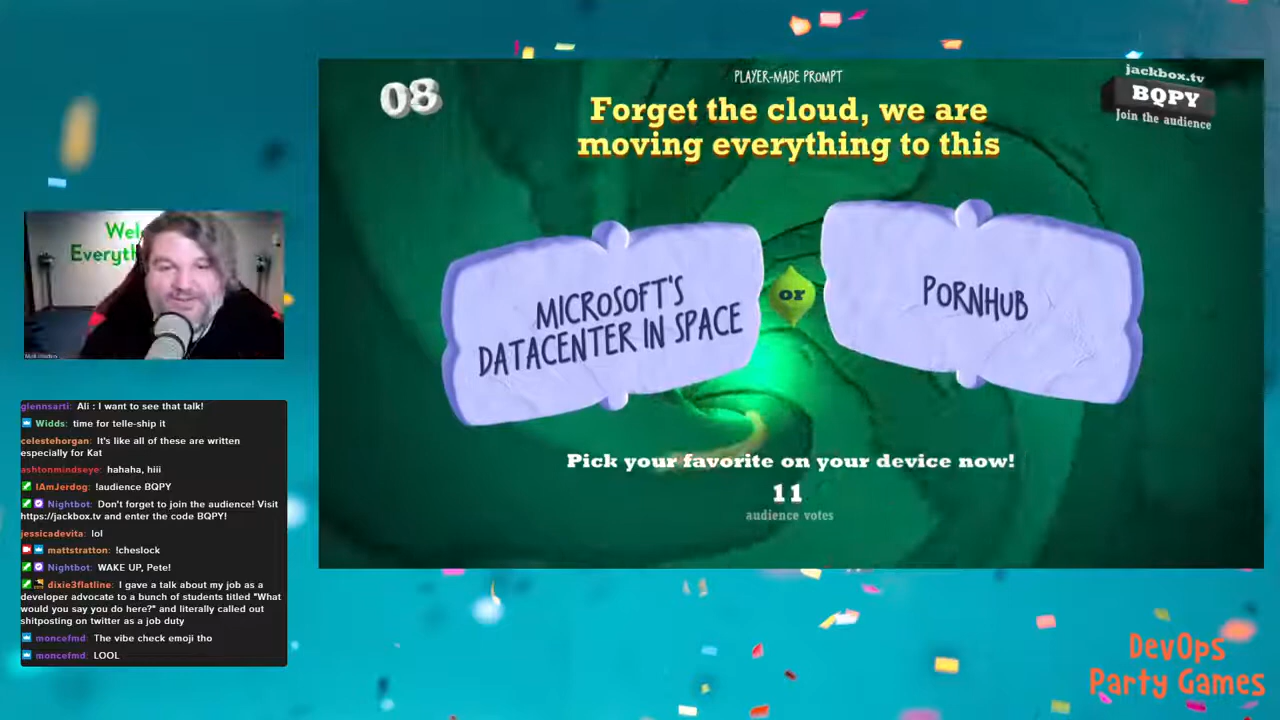 08
PLAYER-MADE PROMPT
Forget the cloud, we are
moving everything to this
jackbox.tv
BQPY
Join the audience
MICROSOFT'S
DATACENTER IN SPACE
or
PORNHUB
Pick your favorite on your device now!
11
audience votes
Wel
Everyth
glennsarti: Ali : I want to see that talk!
Widds: time for telle-ship it
celestehorgan: It's like all of these are written
especially for Kat
ashtonmindseye: hahaha, hiii
IAmJerdog: !audience BQPY
Nightbot: Don't forget to join the audience! Visit
https://jackbox.tv and enter the code BQPY!
jessicadevita: lol
mattstratton: !cheslock
Nightbot: WAKE UP, Pete!
dixie3flatline: I gave a talk about my job as a
developer advocate to a bunch of students titled "What
would you say you do here?" and literally called out
shitposting on twitter as a job duty
moncefmd: The vibe check emoji tho
moncefmd: LOOL
DevOps
Party Games